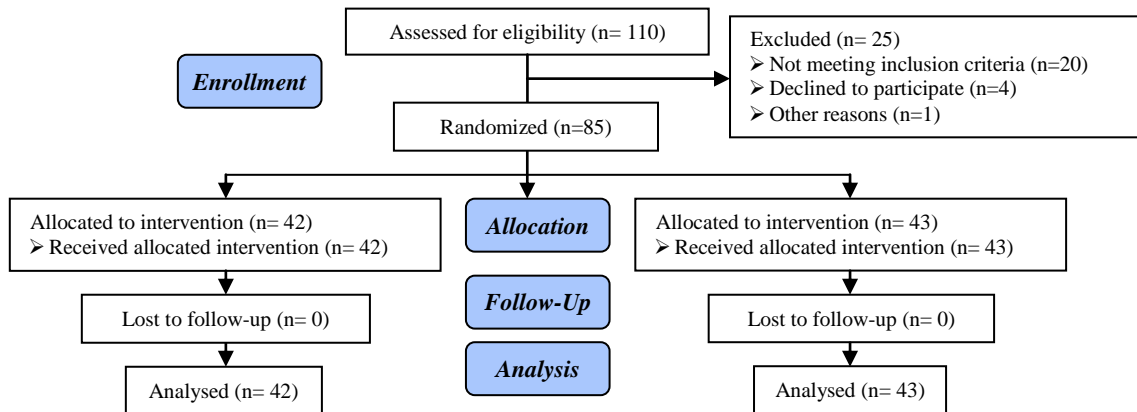 Assessed for eligibility (n= 110)
Excluded (n= 25)
➢ Not meeting inclusion criteria (n=20)
➢ Declined to participate (n=4)
➢ Other reasons (n=1)
Enrollment
Randomized (n=85)
Allocated to intervention (n= 42)
➢ Received allocated intervention (n= 42)
Allocation
Allocated to intervention (n= 43)
➢ Received allocated intervention (n= 43)
Follow-Up
Lost to follow-up (n= 0)
Lost to follow-up (n= 0)
Analysis
Analysed (n= 42)
Analysed (n= 43)